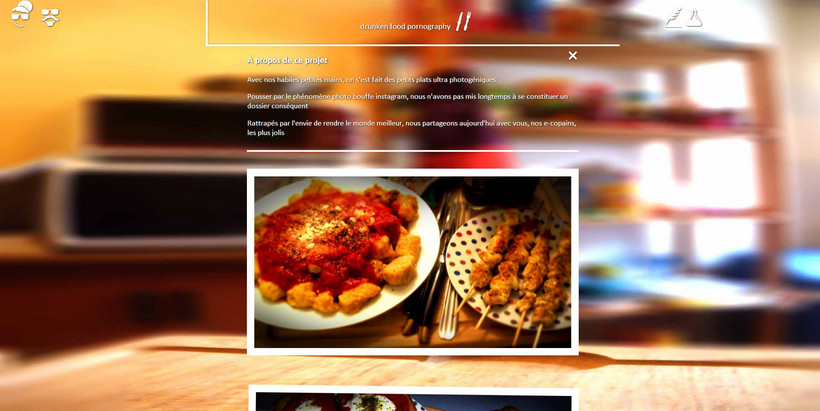 drunken food pornography
A propos de ce projet
Avec nos habiles petites mains, on s'est fait des petits plats ultra photogéniques.
Pousser par le phénomène photo bouffe instagram, nous n'avons pas mis longtemps à se constituer un
dossier conséquent
Rattrapés par l'envie de rendre le monde meilleur, nous partageons aujourd'hui avec vous, nos e-copains,
les plus jolis